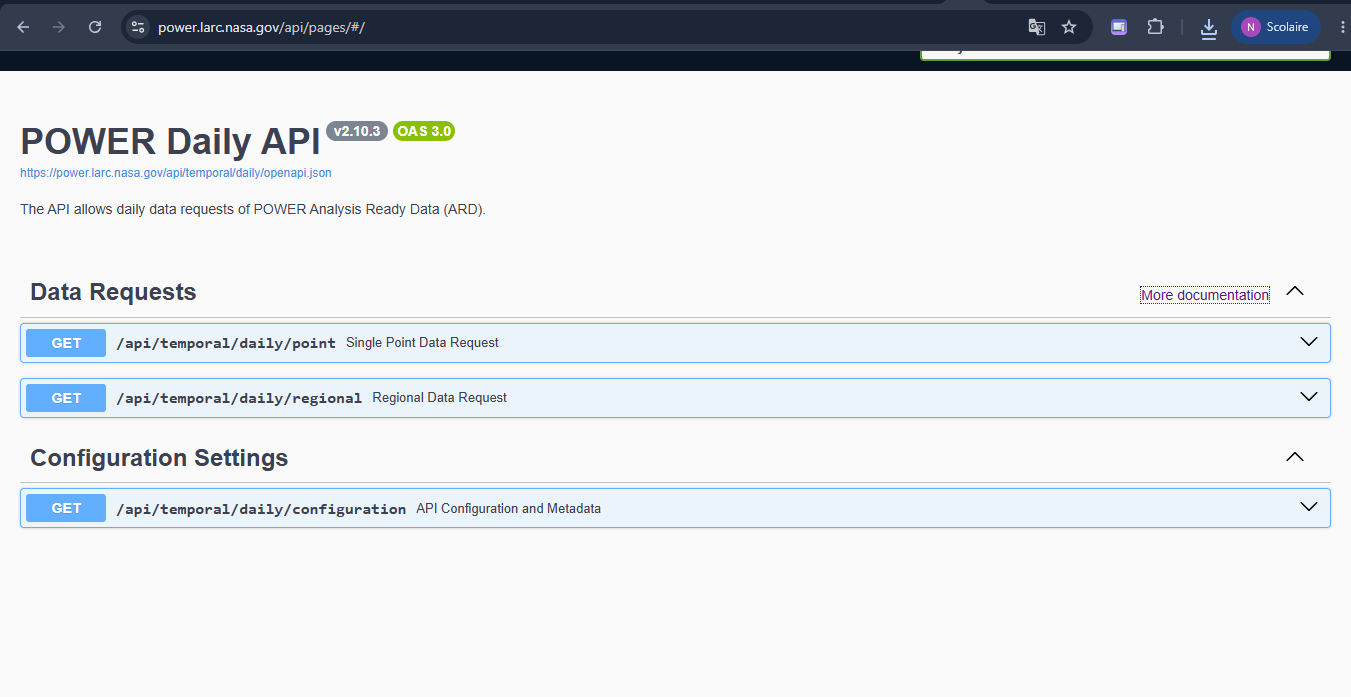 power.larc.nasa.gov/api/pages/#/
N Scolaire
POWER Daily API v2.10.3 OAS 3.0
https://power.larc.nasa.gov/api/temporal/daily/openapi.json
The API allows daily data requests of POWER Analysis Ready Data (ARD).
Data Requests
More documentation
GET /api/temporal/daily/point Single Point Data Request
GET /api/temporal/daily/regional Regional Data Request
Configuration Settings
GET /api/temporal/daily/configuration API Configuration and Metadata